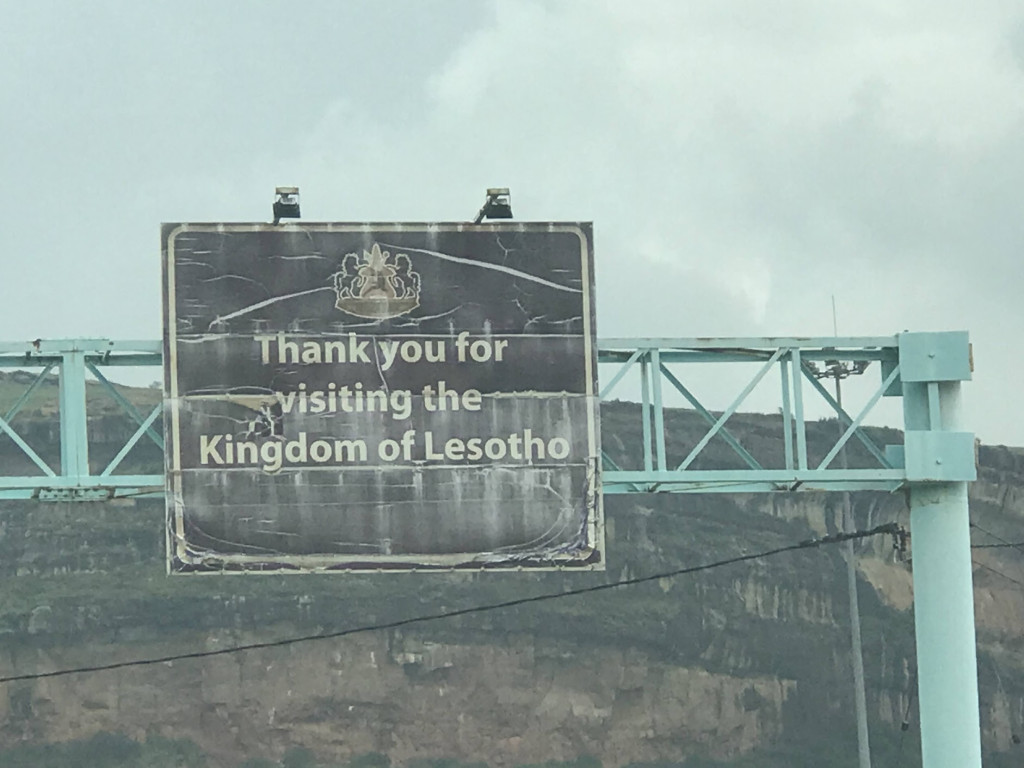 Thank you for
visiting the
Kingdom of Lesotho